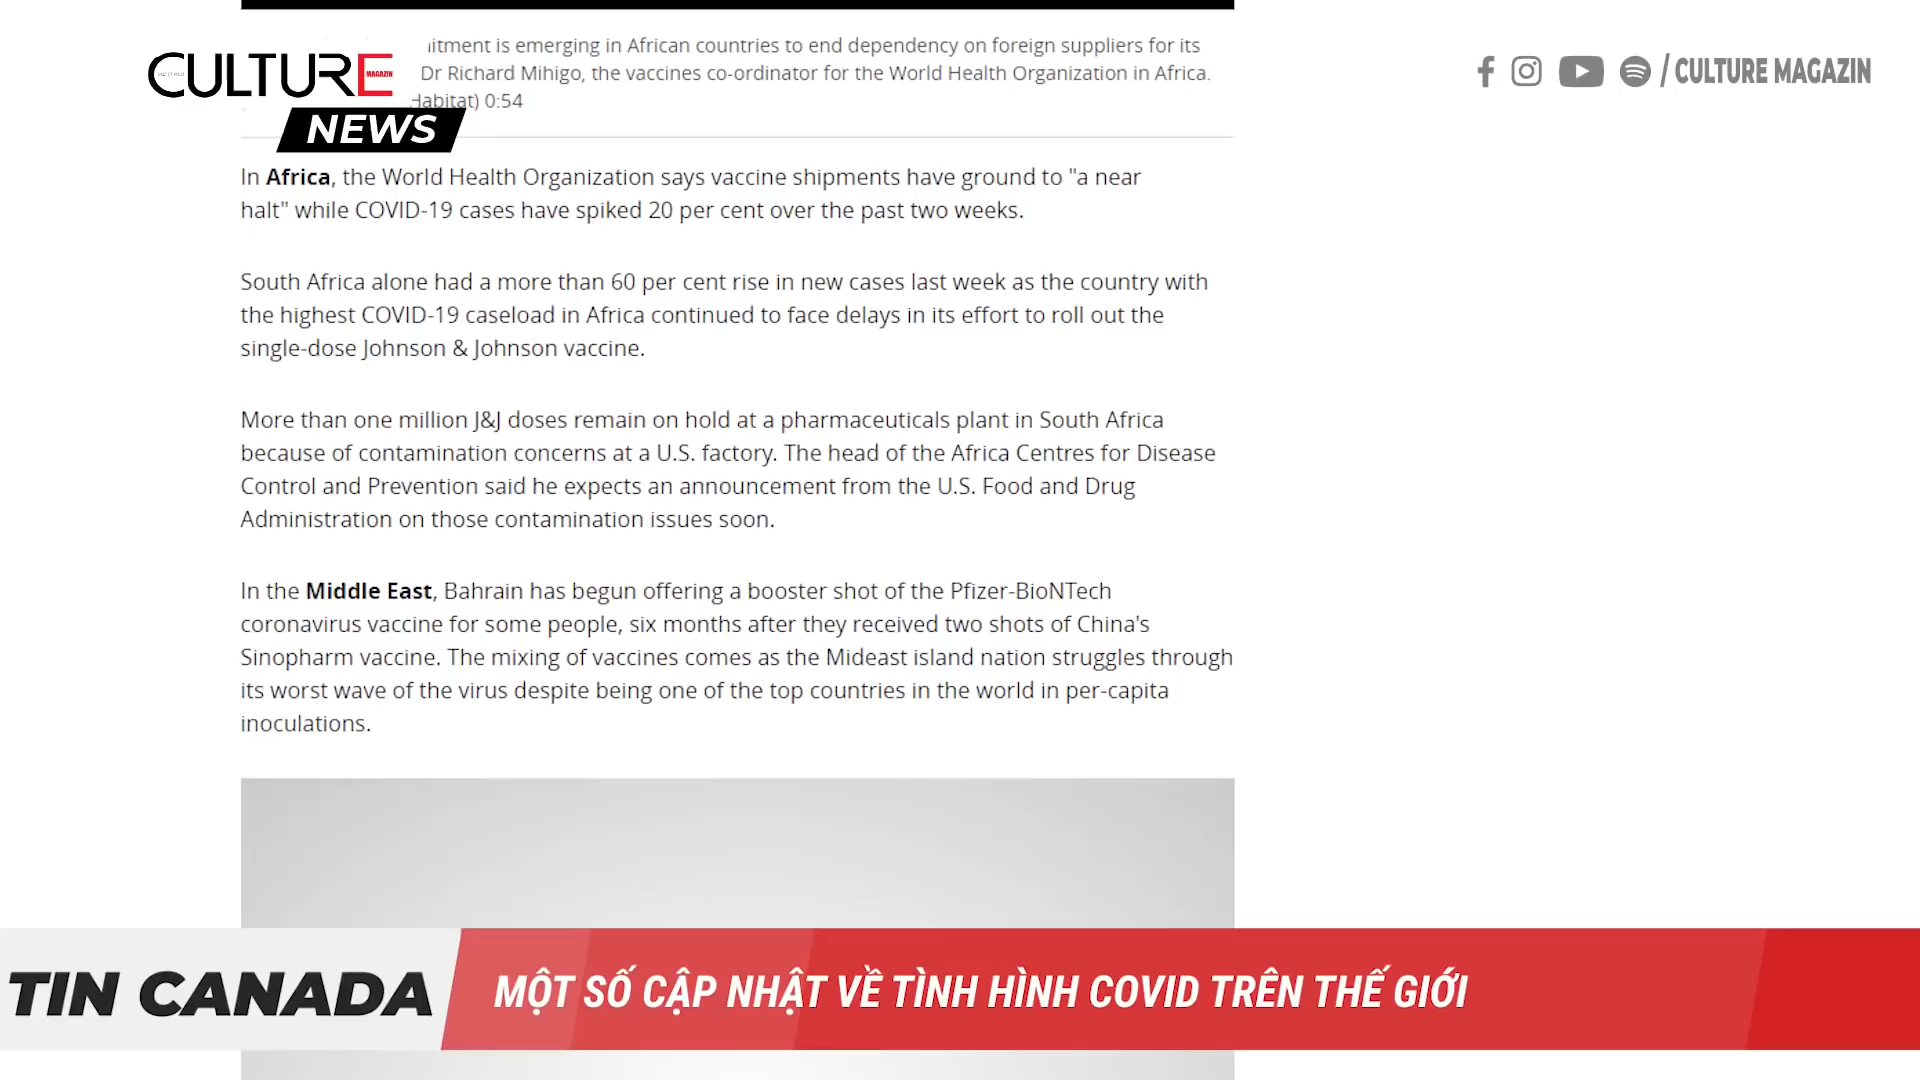 CULTURE
MAGAZIN
NEWS
/ CULTURE MAGAZIN
is emerging in African countries to end dependency on foreign suppliers for its
Dr Richard Mihigo, the vaccines co-ordinator for the World Health Organization in Africa.
Habitat) 0:54
In Africa, the World Health Organization says vaccine shipments have ground to "a near
halt" while COVID-19 cases have spiked 20 per cent over the past two weeks.
South Africa alone had a more than 60 per cent rise in new cases last week as the country with
the highest COVID-19 caseload in Africa continued to face delays in its effort to roll out the
single-dose Johnson & Johnson vaccine.
More than one million J&J doses remain on hold at a pharmaceuticals plant in South Africa
because of contamination concerns at a U.S. factory. The head of the Africa Centres for Disease
Control and Prevention said he expects an announcement from the U.S. Food and Drug
Administration on those contamination issues soon.
In the Middle East, Bahrain has begun offering a booster shot of the Pfizer-BioNTech
coronavirus vaccine for some people, six months after they received two shots of China's
Sinopharm vaccine. The mixing of vaccines comes as the Mideast island nation struggles through
its worst wave of the virus despite being one of the top countries in the world in per-capita
inoculations.
TIN CANADA
MỘT SỐ CẬP NHẬT VỀ TÌNH HÌNH COVID TRÊN THẾ GIỚI